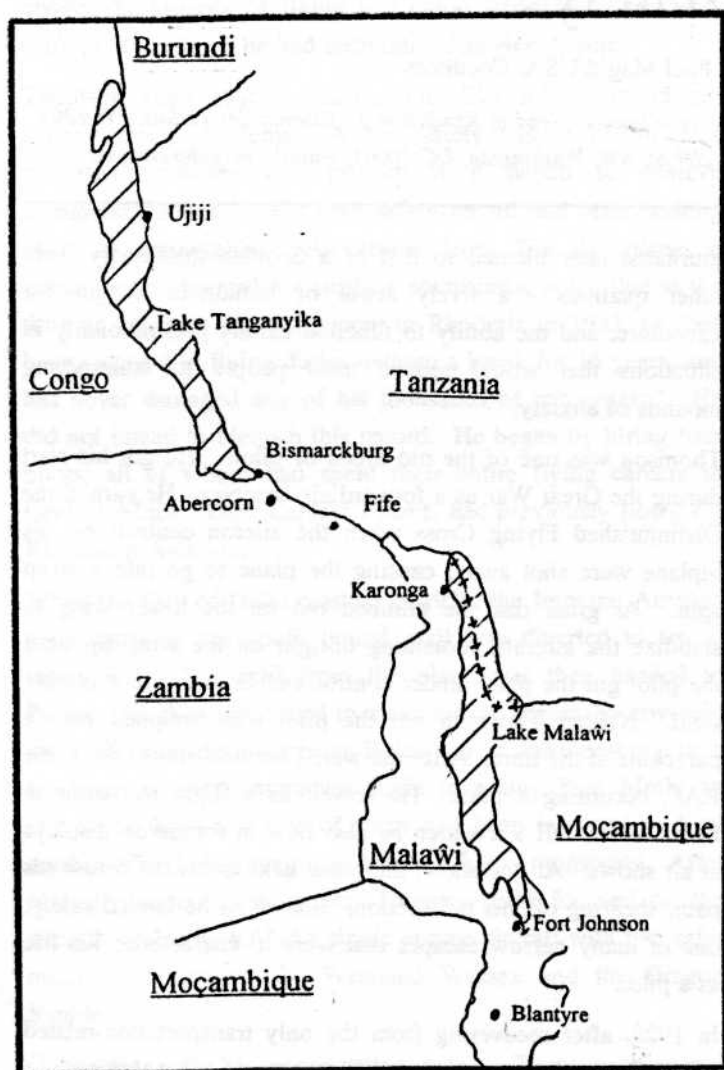 Burundi
Ujiji
Lake Tanganyika
Congo
Tanzania
Bismarckburg
Abercorn
Fife
Karonga
Zambia
Lake Malaŵi
Moçambique
Malaŵi
Fort Johnson
Moçambique
Blantyre